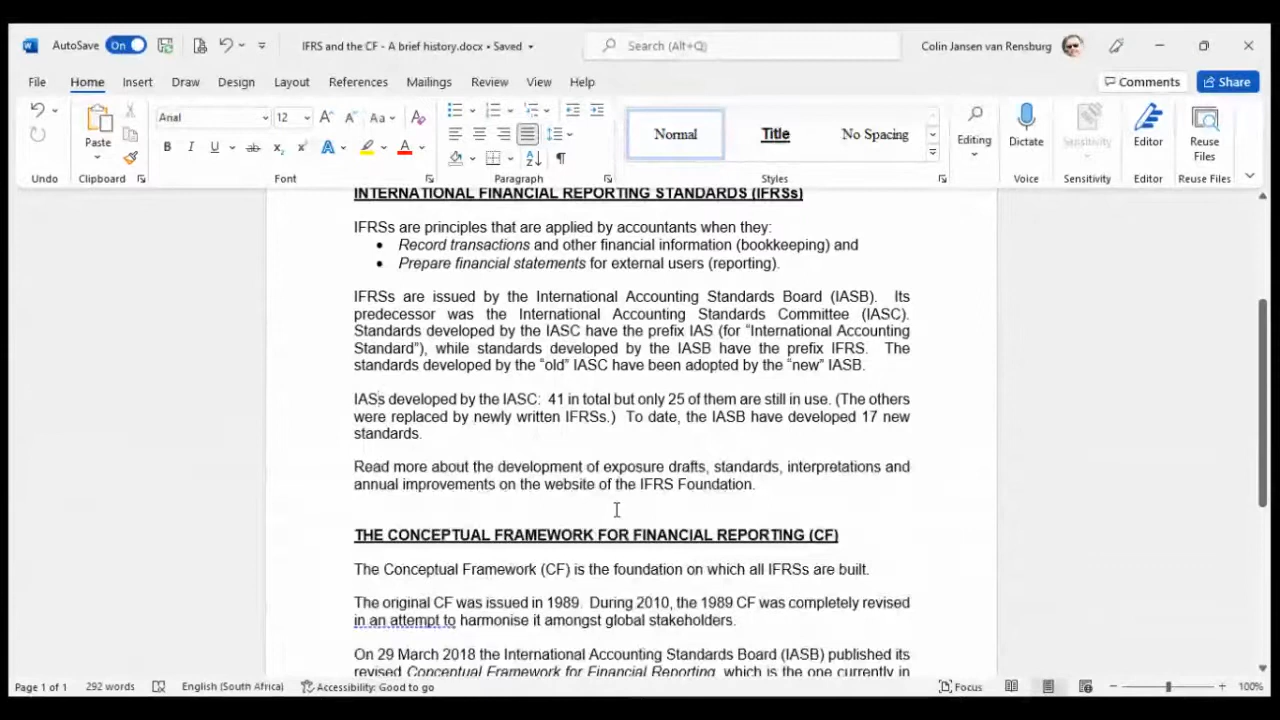 AutoSave On IFRS and the CF - A brief history.docx • Saved Search (Alt+Q) Colin Jansen van Rensburg
File Home Insert Draw Design Layout References Mailings Review View Help Comments Share
Arial 12 Aa
Normal Title No Spacing
Paste Editing Dictate Sensitivity Editor Reuse Files
Undo Clipboard Font Paragraph Styles Voice Sensitivity Editor Reuse Files
INTERNATIONAL FINANCIAL REPORTING STANDARDS (IFRSs)
IFRSs are principles that are applied by accountants when they:
• Record transactions and other financial information (bookkeeping) and
• Prepare financial statements for external users (reporting).
IFRSs are issued by the International Accounting Standards Board (IASB). Its
predecessor was the International Accounting Standards Committee (IASC).
Standards developed by the IASC have the prefix IAS (for “International Accounting
Standard”), while standards developed by the IASB have the prefix IFRS. The
standards developed by the “old” IASC have been adopted by the “new” IASB.
IASs developed by the IASC: 41 in total but only 25 of them are still in use. (The others
were replaced by newly written IFRSs.) To date, the IASB have developed 17 new
standards.
Read more about the development of exposure drafts, standards, interpretations and
annual improvements on the website of the IFRS Foundation.
THE CONCEPTUAL FRAMEWORK FOR FINANCIAL REPORTING (CF)
The Conceptual Framework (CF) is the foundation on which all IFRSs are built.
The original CF was issued in 1989. During 2010, the 1989 CF was completely revised
in an attempt to harmonise it amongst global stakeholders.
On 29 March 2018 the International Accounting Standards Board (IASB) published its
revised Conceptual Framework for Financial Reporting, which is the one currently in
Page 1 of 1 292 words English (South Africa) Accessibility: Good to go Focus 100%